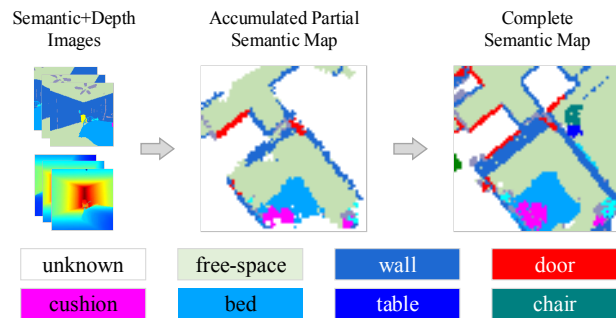 Semantic+Depth
Images
Accumulated Partial
Semantic Map
Complete
Semantic Map
unknown
free-space
wall
door
cushion
bed
table
chair